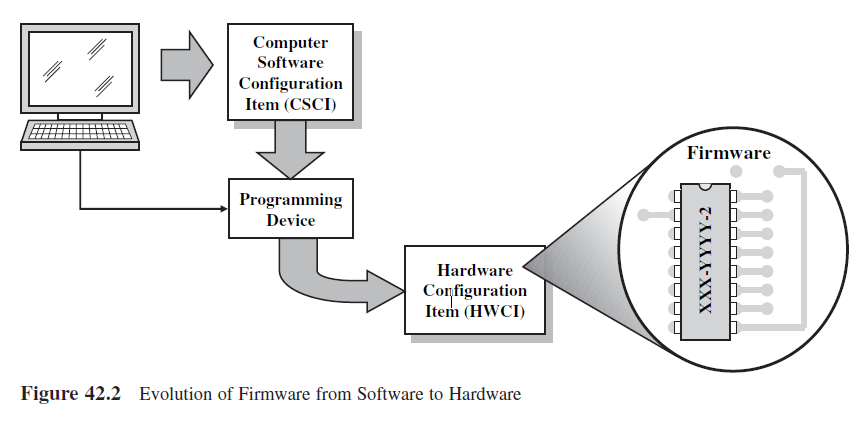 Computer
Software
Configuration
Item (CSCI)
Programming
Device
Hardware
Configuration
Item (HWCI)
Firmware
XXX-YYYY-2
Figure 42.2 Evolution of Firmware from Software to Hardware